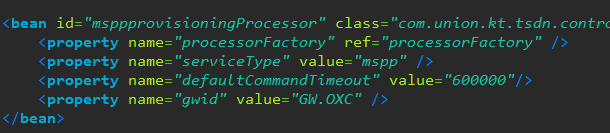 <bean id="msppprovisioningProcessor" class="com.union.kt.tsdn.contro
<property name="processorFactory" ref="processorFactory" />
<property name="serviceType" value="mspp" />
<property name="defaultCommandTimeout" value="600000"/>
<property name="gwid" value="GW.OXC" />
</bean>